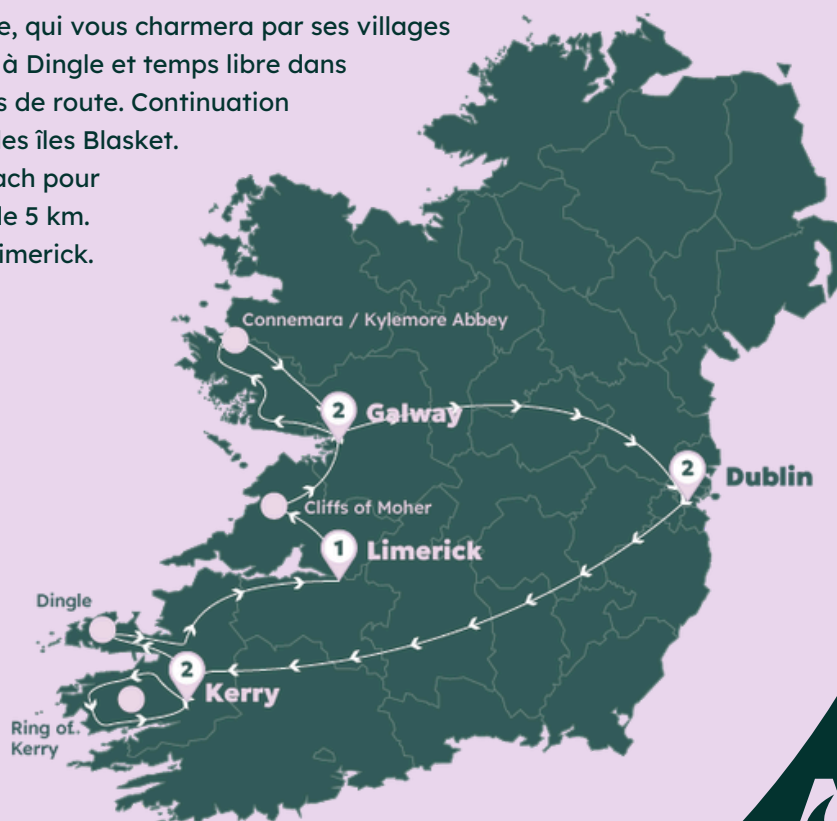 e, qui vous charmera par ses villages
à Dingle et temps libre dans
s de route. Continuation
des îles Blasket.
ach pour
de 5 km.
imerick.
Connemara / Kylemore Abbey
2 Galway
2 Dublin
Cliffs of Moher
1 Limerick
Dingle
2 Kerry
Ring of
Kerry